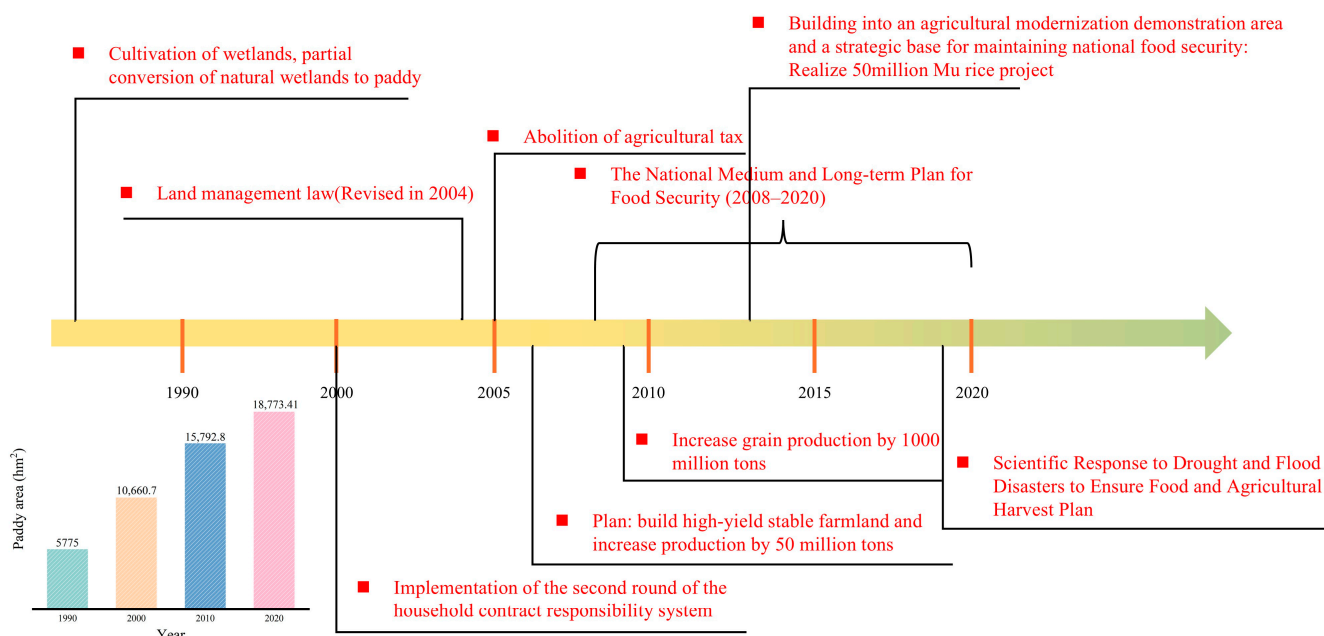 Building into an agricultural modernization demonstration area
and a strategic base for maintaining national food security:
Realize 50million Mu rice project
Cultivation of wetlands, partial
conversion of natural wetlands to paddy
Abolition of agricultural tax
The National Medium and Long-term Plan for
Food Security (2008–2020)
Land management law(Revised in 2004)
1990
2000
2005
2010
2015
2020
Increase grain production by 1000
million tons
Scientific Response to Drought and Flood
Disasters to Ensure Food and Agricultural
Harvest Plan
Plan: build high-yield stable farmland and
increase production by 50 million tons
Implementation of the second round of the
household contract responsibility system
Paddy area (hm²)
5775
10,660.7
15,792.8
18,773.41
1990
2000
2010
2020
Year